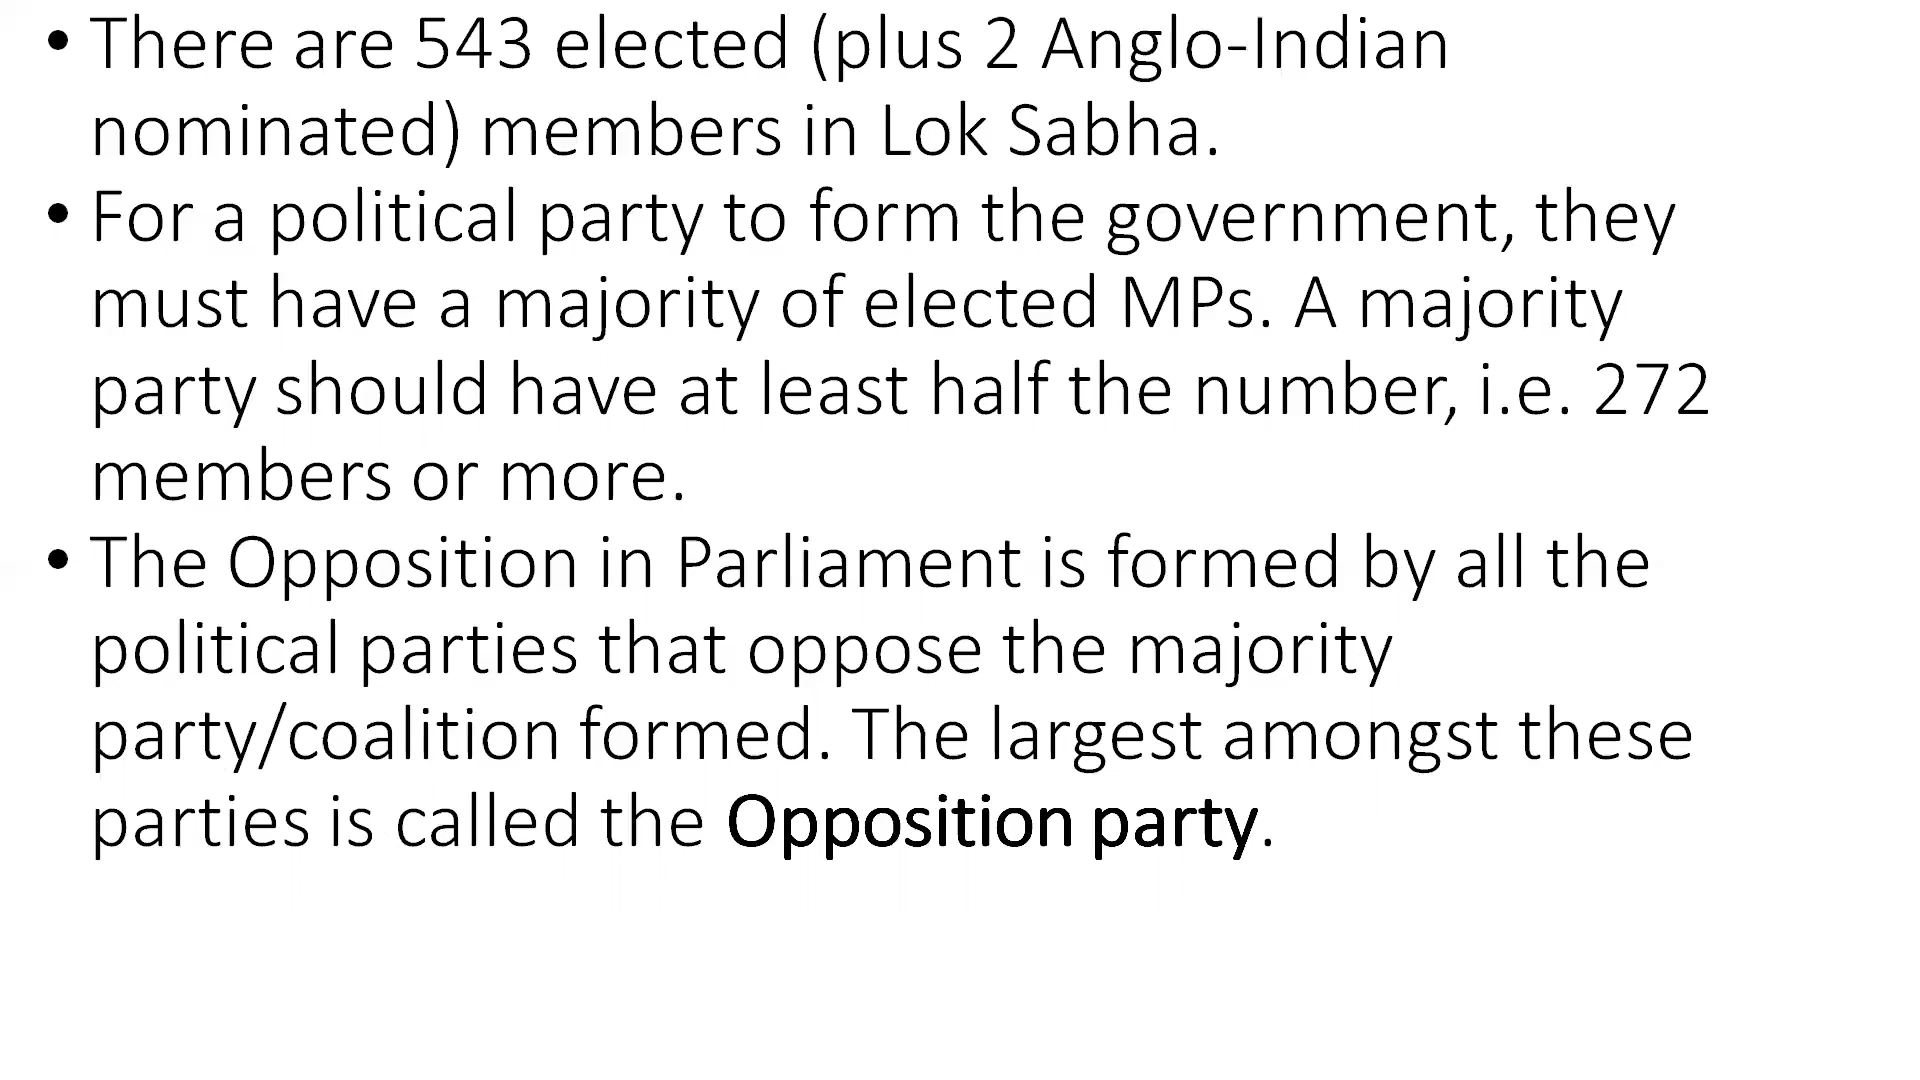 • There are 543 elected (plus 2 Anglo-Indian
nominated) members in Lok Sabha.
• For a political party to form the government, they
must have a majority of elected MPs. A majority
party should have at least half the number, i.e. 272
members or more.
• The Opposition in Parliament is formed by all the
political parties that oppose the majority
party/coalition formed. The largest amongst these
parties is called the Opposition party.